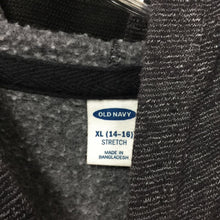 OLD NAVY
XL (14-16)
STRETCH
MADE IN
BANGLADESH